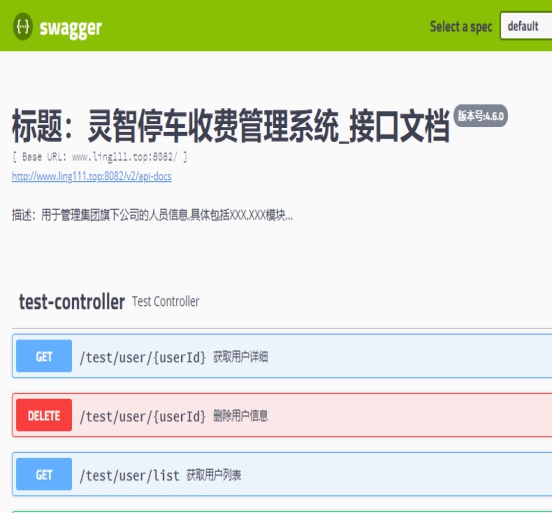 swagger
Select a spec default
标题：灵智停车收费管理系统_接口文档 版本号:4.6.0
[ Base URL: www.ling111.top:8082/ ]
http://www.ling111.top:8082/v2/api-docs
描述：用于管理集团旗下公司的人员信息,具体包括XXX,XXX模块...
test-controller Test Controller
GET /test/user/{userId} 获取用户详细
DELETE /test/user/{userId} 删除用户信息
GET /test/user/list 获取用户列表